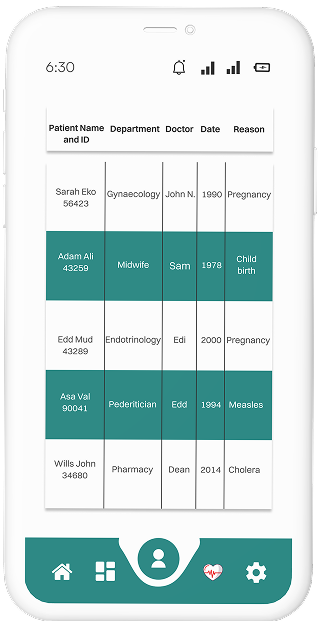 6:30
Patient Name and ID Department Doctor Date Reason
Sarah Eko 56423 Gynaecology John N. 1990 Pregnancy
Adam Ali 43259 Midwife Sam 1978 Child birth
Edd Mud 43289 Endotrinology Edi 2000 Pregnancy
Asa Val 90041 Pederitician Edd 1994 Measles
Wills John 34680 Pharmacy Dean 2014 Cholera